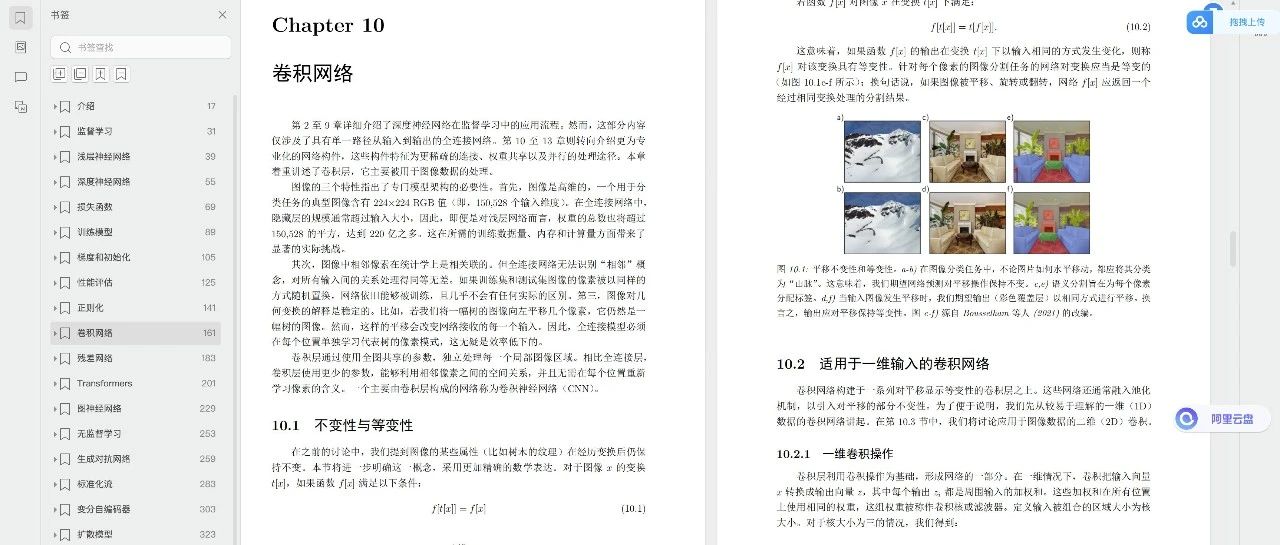 书签
书签查找
介绍 17
监督学习 31
浅层神经网络 39
深度神经网络 55
损失函数 69
训练模型 89
梯度和初始化 105
性能评估 125
正则化 141
卷积网络 161
残差网络 183
Transformers 201
图神经网络 229
无监督学习 253
生成对抗网络 259
标准化流 283
变分自编码器 303
扩散模型 323
Chapter 10
卷积网络
第 2 至 9 章详细介绍了深度神经网络在监督学习中的应用流程。然而，这部分内容
仅涉及了具有单一路径从输入到输出的全连接网络。第 10 至 13 章则转向介绍更为专
业化的网络构件，这些构件特征为更稀疏的连接、权重共享以及并行的处理途径。本章
着重讲述了卷积层，它主要被用于图像数据的处理。
图像的三个特性指出了专门模型架构的必要性。首先，图像是高维的，一个用于分
类任务的典型图像含有 224×224 RGB 值（即，150,528 个输入维度）。在全连接网络中，
隐藏层的规模通常超过输入大小，因此，即便是对浅层网络而言，权重的总数也将超过
150,528 的平方，达到 220 亿之多。这在所需的训练数据量、内存和计算量方面带来了
显著的实际挑战。
其次，图像中相邻像素在统计学上是相关联的。但全连接网络无法识别“相邻”概
念，对所有输入间的关系处理得同等无差。如果训练集和测试集图像的像素被以同样的
方式随机置换，网络依旧能够被训练，且几乎不会有任何实际的区别。第三，图像对几
何变换的解释是稳定的。比如，若我们将一幅树的图像向左平移几个像素，它仍然是一
幅树的图像。然而，这样的平移会改变网络接收的每一个输入。因此，全连接模型必须
在每个位置单独学习代表树的像素模式，这无疑是效率低下的。
卷积层通过使用全图共享的参数，独立处理每一个局部图像区域。相比全连接层，
卷积层使用更少的参数，能够利用相邻像素之间的空间关系，并且无需在每个位置重新
学习像素的含义。一个主要由卷积层构成的网络称为卷积神经网络（CNN）。
10.1 不变性与等变性
在之前的讨论中，我们提到图像的某些属性（比如树木的纹理）在经历变换后仍保
持不变。本节将进一步明确这一概念，采用更加精确的数学表达。对于图像 x 的变换
t[x]，如果函数 f[x] 满足以下条件：
f[t[x]] = f[x] (10.1)
若函数 f[x] 对图像 x 在变换 t[x] 下满足：
f[t[x]] = t[f[x]]. (10.2)
这意味着，如果函数 f[x] 的输出在变换 t[x] 下以输入相同的方式发生变化，则称
f[x] 对该变换具有等变性。针对每个像素的图像分割任务的网络对变换应当是等变的
（如图 10.1c-f 所示）；换句话说，如果图像被平移、旋转或翻转，网络 f[x] 应返回一个
经过相同变换处理的分割结果。
a) c) e)
b) d) f)
图 10.1: 平移不变性和等变性。a-b) 在图像分类任务中，不论图片如何水平移动，都应将其分类
为“山脉”。这意味着，我们期望网络预测对平移操作保持不变。c,e) 语义分割旨在为每个像素
分配标签。d,f) 当输入图像发生平移时，我们期望输出（彩色覆盖层）以相同方式进行平移。换
言之，输出应对平移保持等变性。图 c-f) 源自 Bousselham 等人 (2021) 的改编。
10.2 适用于一维输入的卷积网络
卷积网络构建于一系列对平移显示等变性的卷积层之上。这些网络还通常融入池化
机制，以引入对平移的部分不变性。为了便于说明，我们先从较易于理解的一维（1D）
数据的卷积网络讲起。在第 10.3 节中，我们将讨论应用于图像数据的二维（2D）卷积。
10.2.1 一维卷积操作
卷积层利用卷积操作为基础，形成网络的一部分。在一维情况下，卷积把输入向量
x 转换成输出向量 z，其中每个输出 zᵢ 都是周围输入的加权和。这些加权和在所有位置
上使用相同的权重，这组权重被称作卷积核或滤波器。定义输入被组合的区域大小为核
大小。对于核大小为三的情况，我们得到：
拖拽上传
阿里云盘